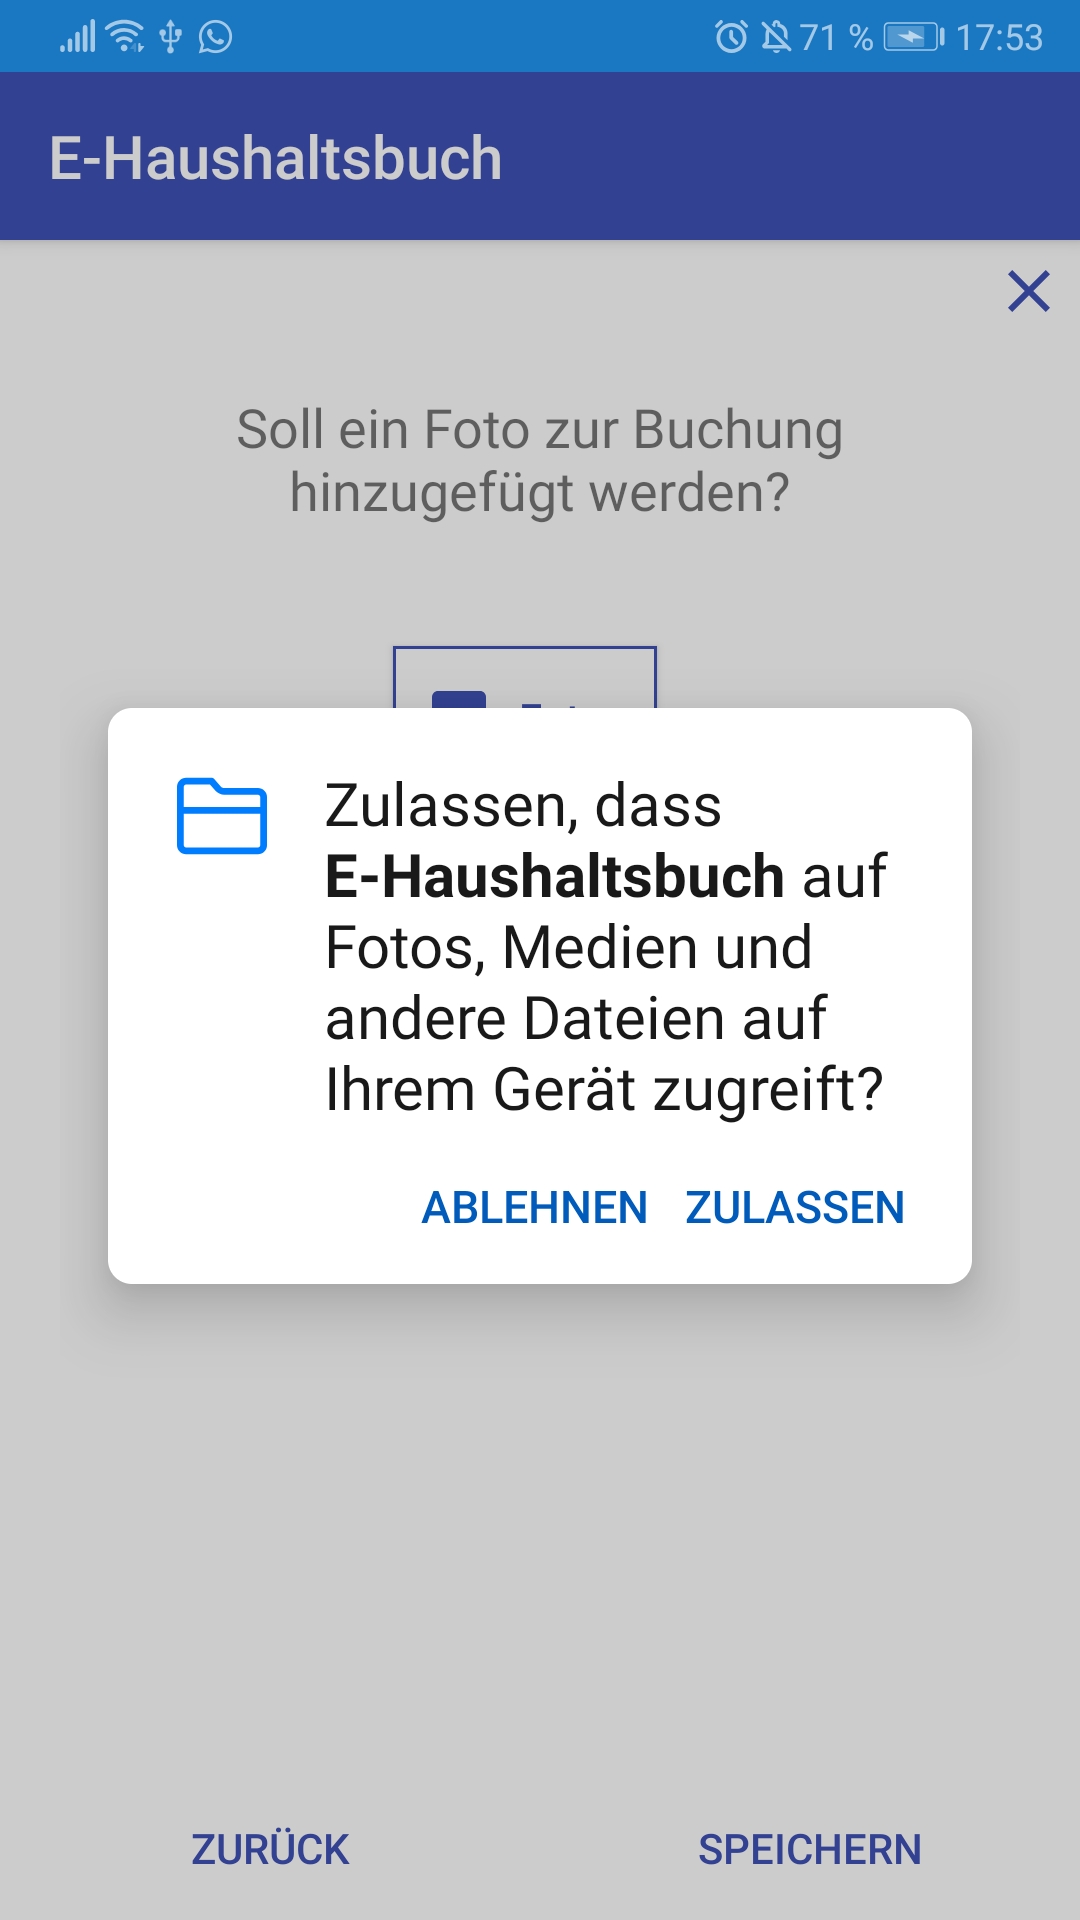 71 % 17:53
E-Haushaltsbuch
Soll ein Foto zur Buchung
hinzugefügt werden?
Zulassen, dass
E-Haushaltsbuch auf
Fotos, Medien und
andere Dateien auf
Ihrem Gerät zugreift?
ABLEHNEN ZULASSEN
ZURÜCK SPEICHERN